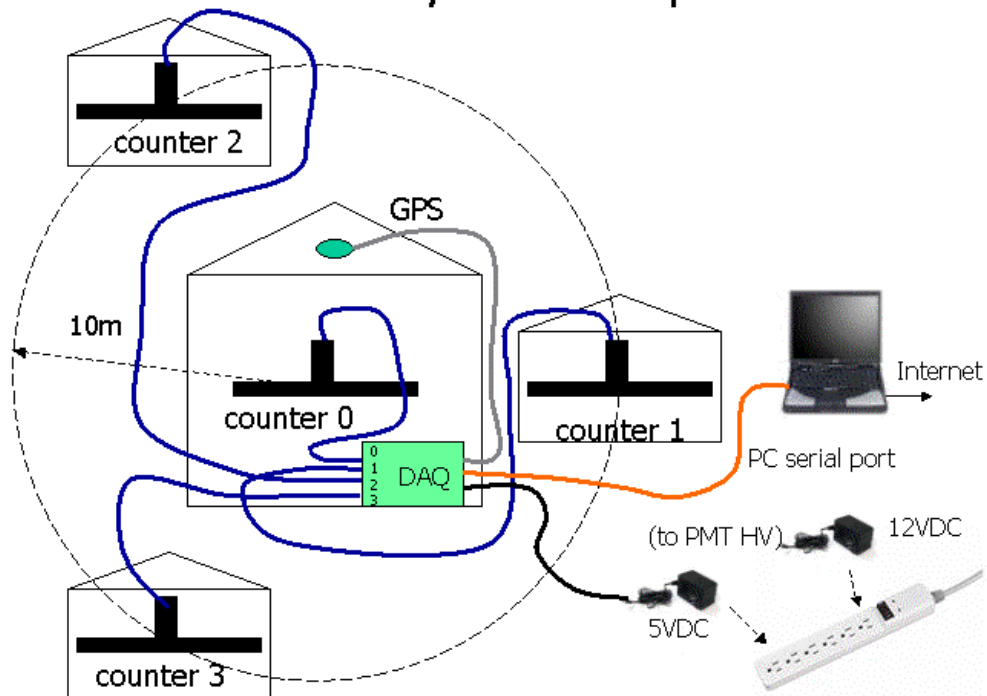 counter 2
GPS
10m
counter 0
counter 1
Internet
PC serial port
0
1
2
3
DAQ
(to PMT HV)
12VDC
5VDC
counter 3